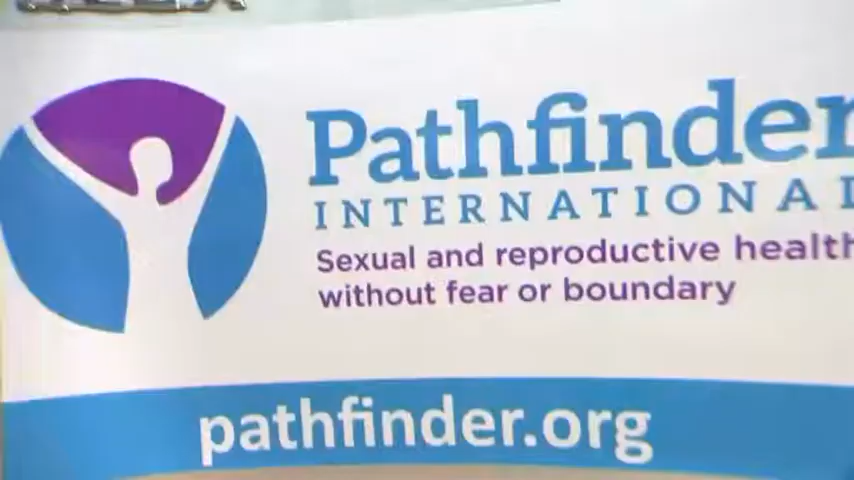 Pathfinder
INTERNATIONAL
Sexual and reproductive health
without fear or boundary
pathfinder.org